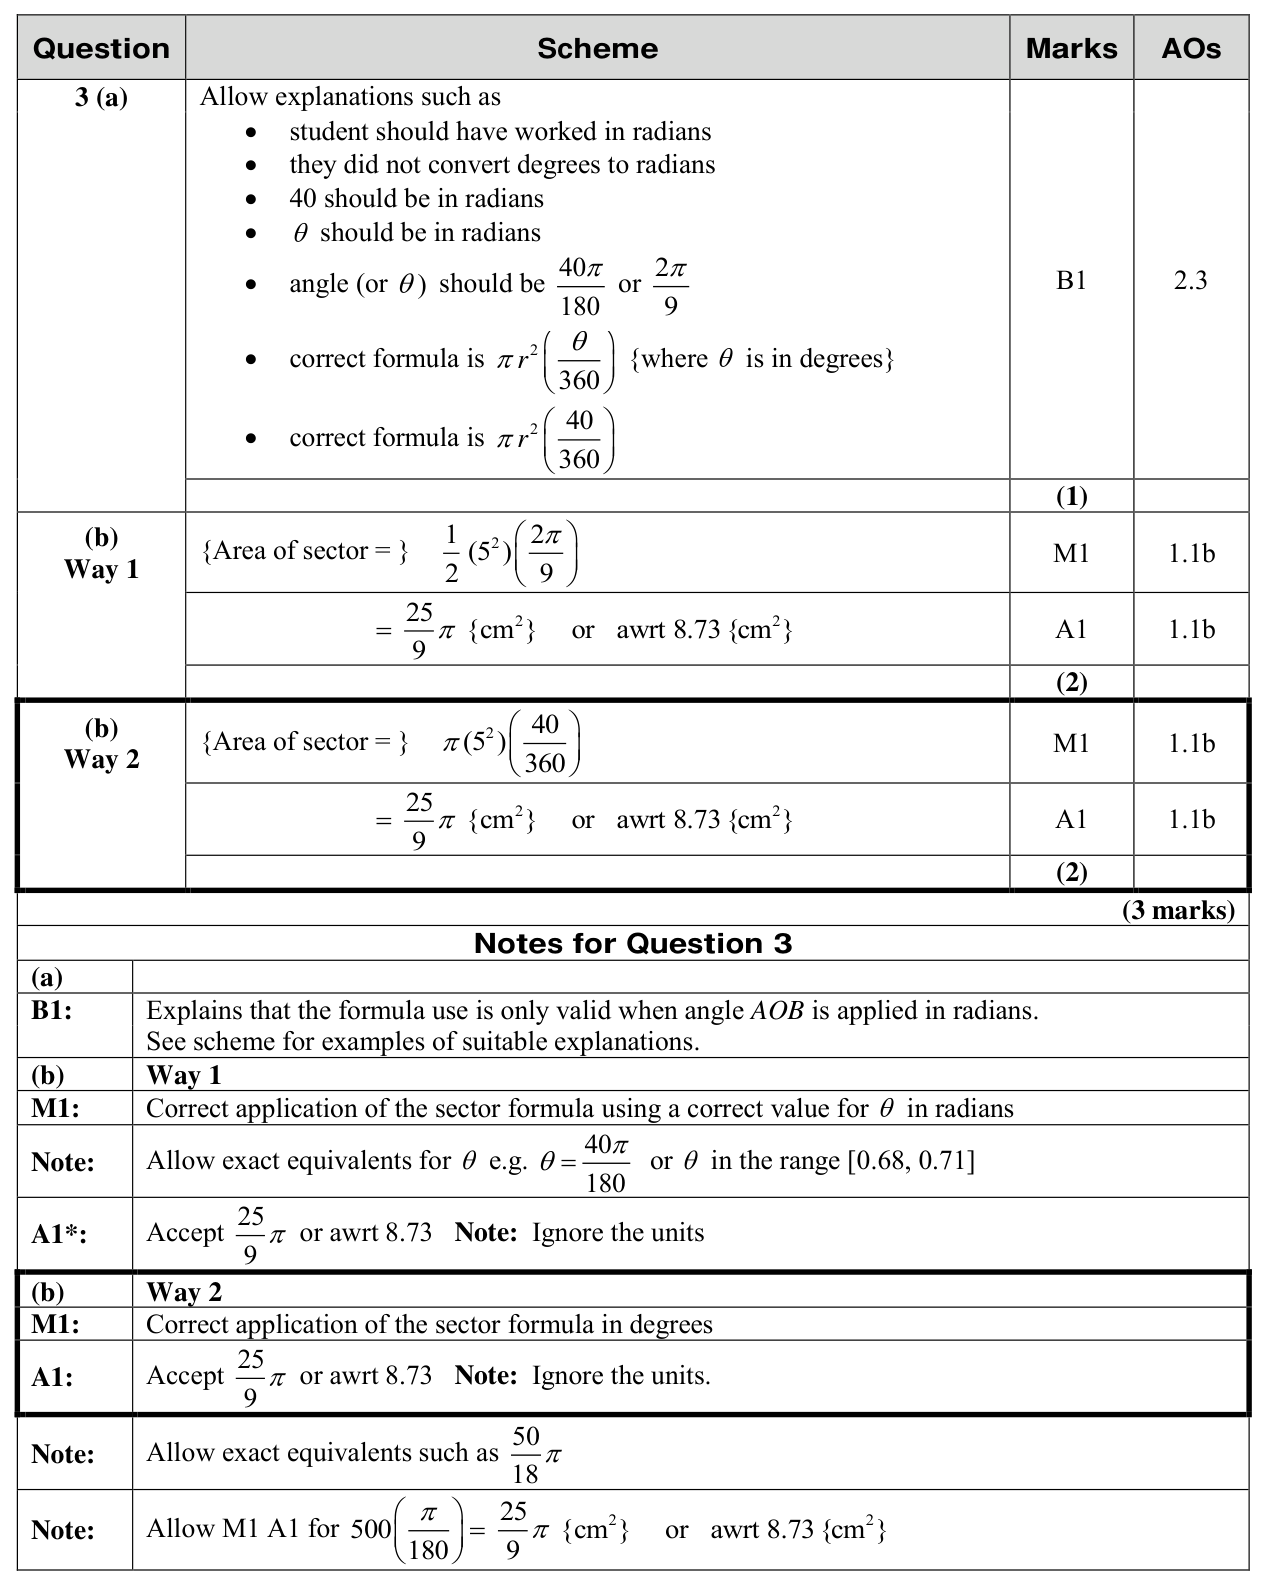 Question Scheme Marks AOs
3 (a) Allow explanations such as
• student should have worked in radians
• they did not convert degrees to radians
• 40 should be in radians
• θ should be in radians
• angle (or θ) should be 40π/180 or 2π/9 B1 2.3
• correct formula is πr²(θ/360) {where θ is in degrees}
• correct formula is πr²(40/360)
(1)
(b) Way 1 {Area of sector = } 1/2 (5²)(2π/9) M1 1.1b
= 25/9 π {cm²} or awrt 8.73 {cm²} A1 1.1b
(2)
(b) Way 2 {Area of sector = } π(5²)(40/360) M1 1.1b
= 25/9 π {cm²} or awrt 8.73 {cm²} A1 1.1b
(2)
(3 marks)
Notes for Question 3
(a)
B1: Explains that the formula use is only valid when angle AOB is applied in radians.
See scheme for examples of suitable explanations.
(b) Way 1
M1: Correct application of the sector formula using a correct value for θ in radians
Note: Allow exact equivalents for θ e.g. θ = 40π/180 or θ in the range [0.68, 0.71]
A1*: Accept 25/9 π or awrt 8.73 Note: Ignore the units
(b) Way 2
M1: Correct application of the sector formula in degrees
A1: Accept 25/9 π or awrt 8.73 Note: Ignore the units.
Note: Allow exact equivalents such as 50/18 π
Note: Allow M1 A1 for 500(π/180) = 25/9 π {cm²} or awrt 8.73 {cm²}